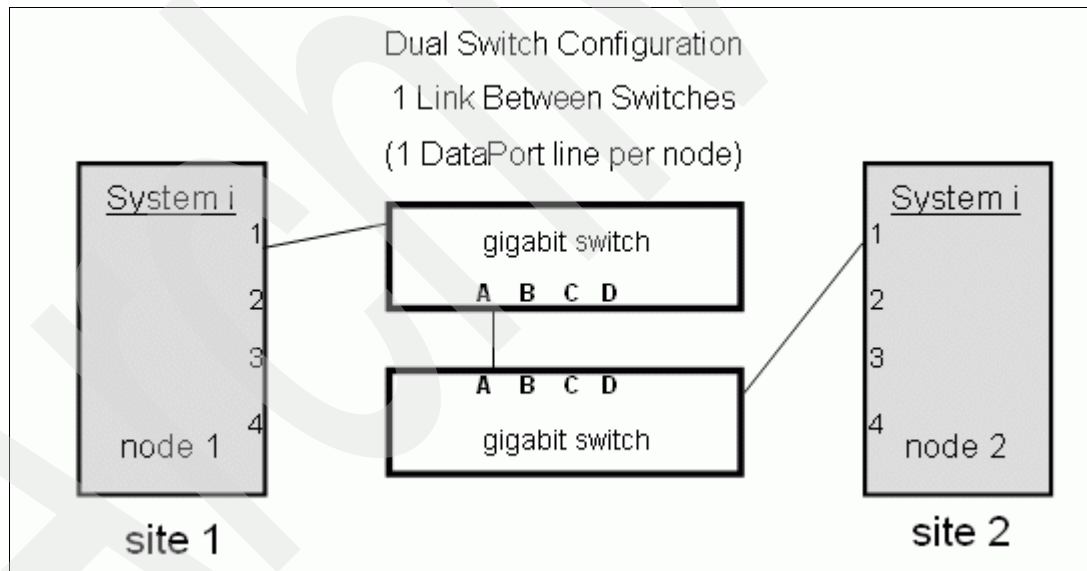 Dual Switch Configuration
1 Link Between Switches
(1 DataPort line per node)
System i
1
2
3
4
node 1
site 1
gigabit switch
A B C D
A B C D
gigabit switch
System i
1
2
3
4
node 2
site 2